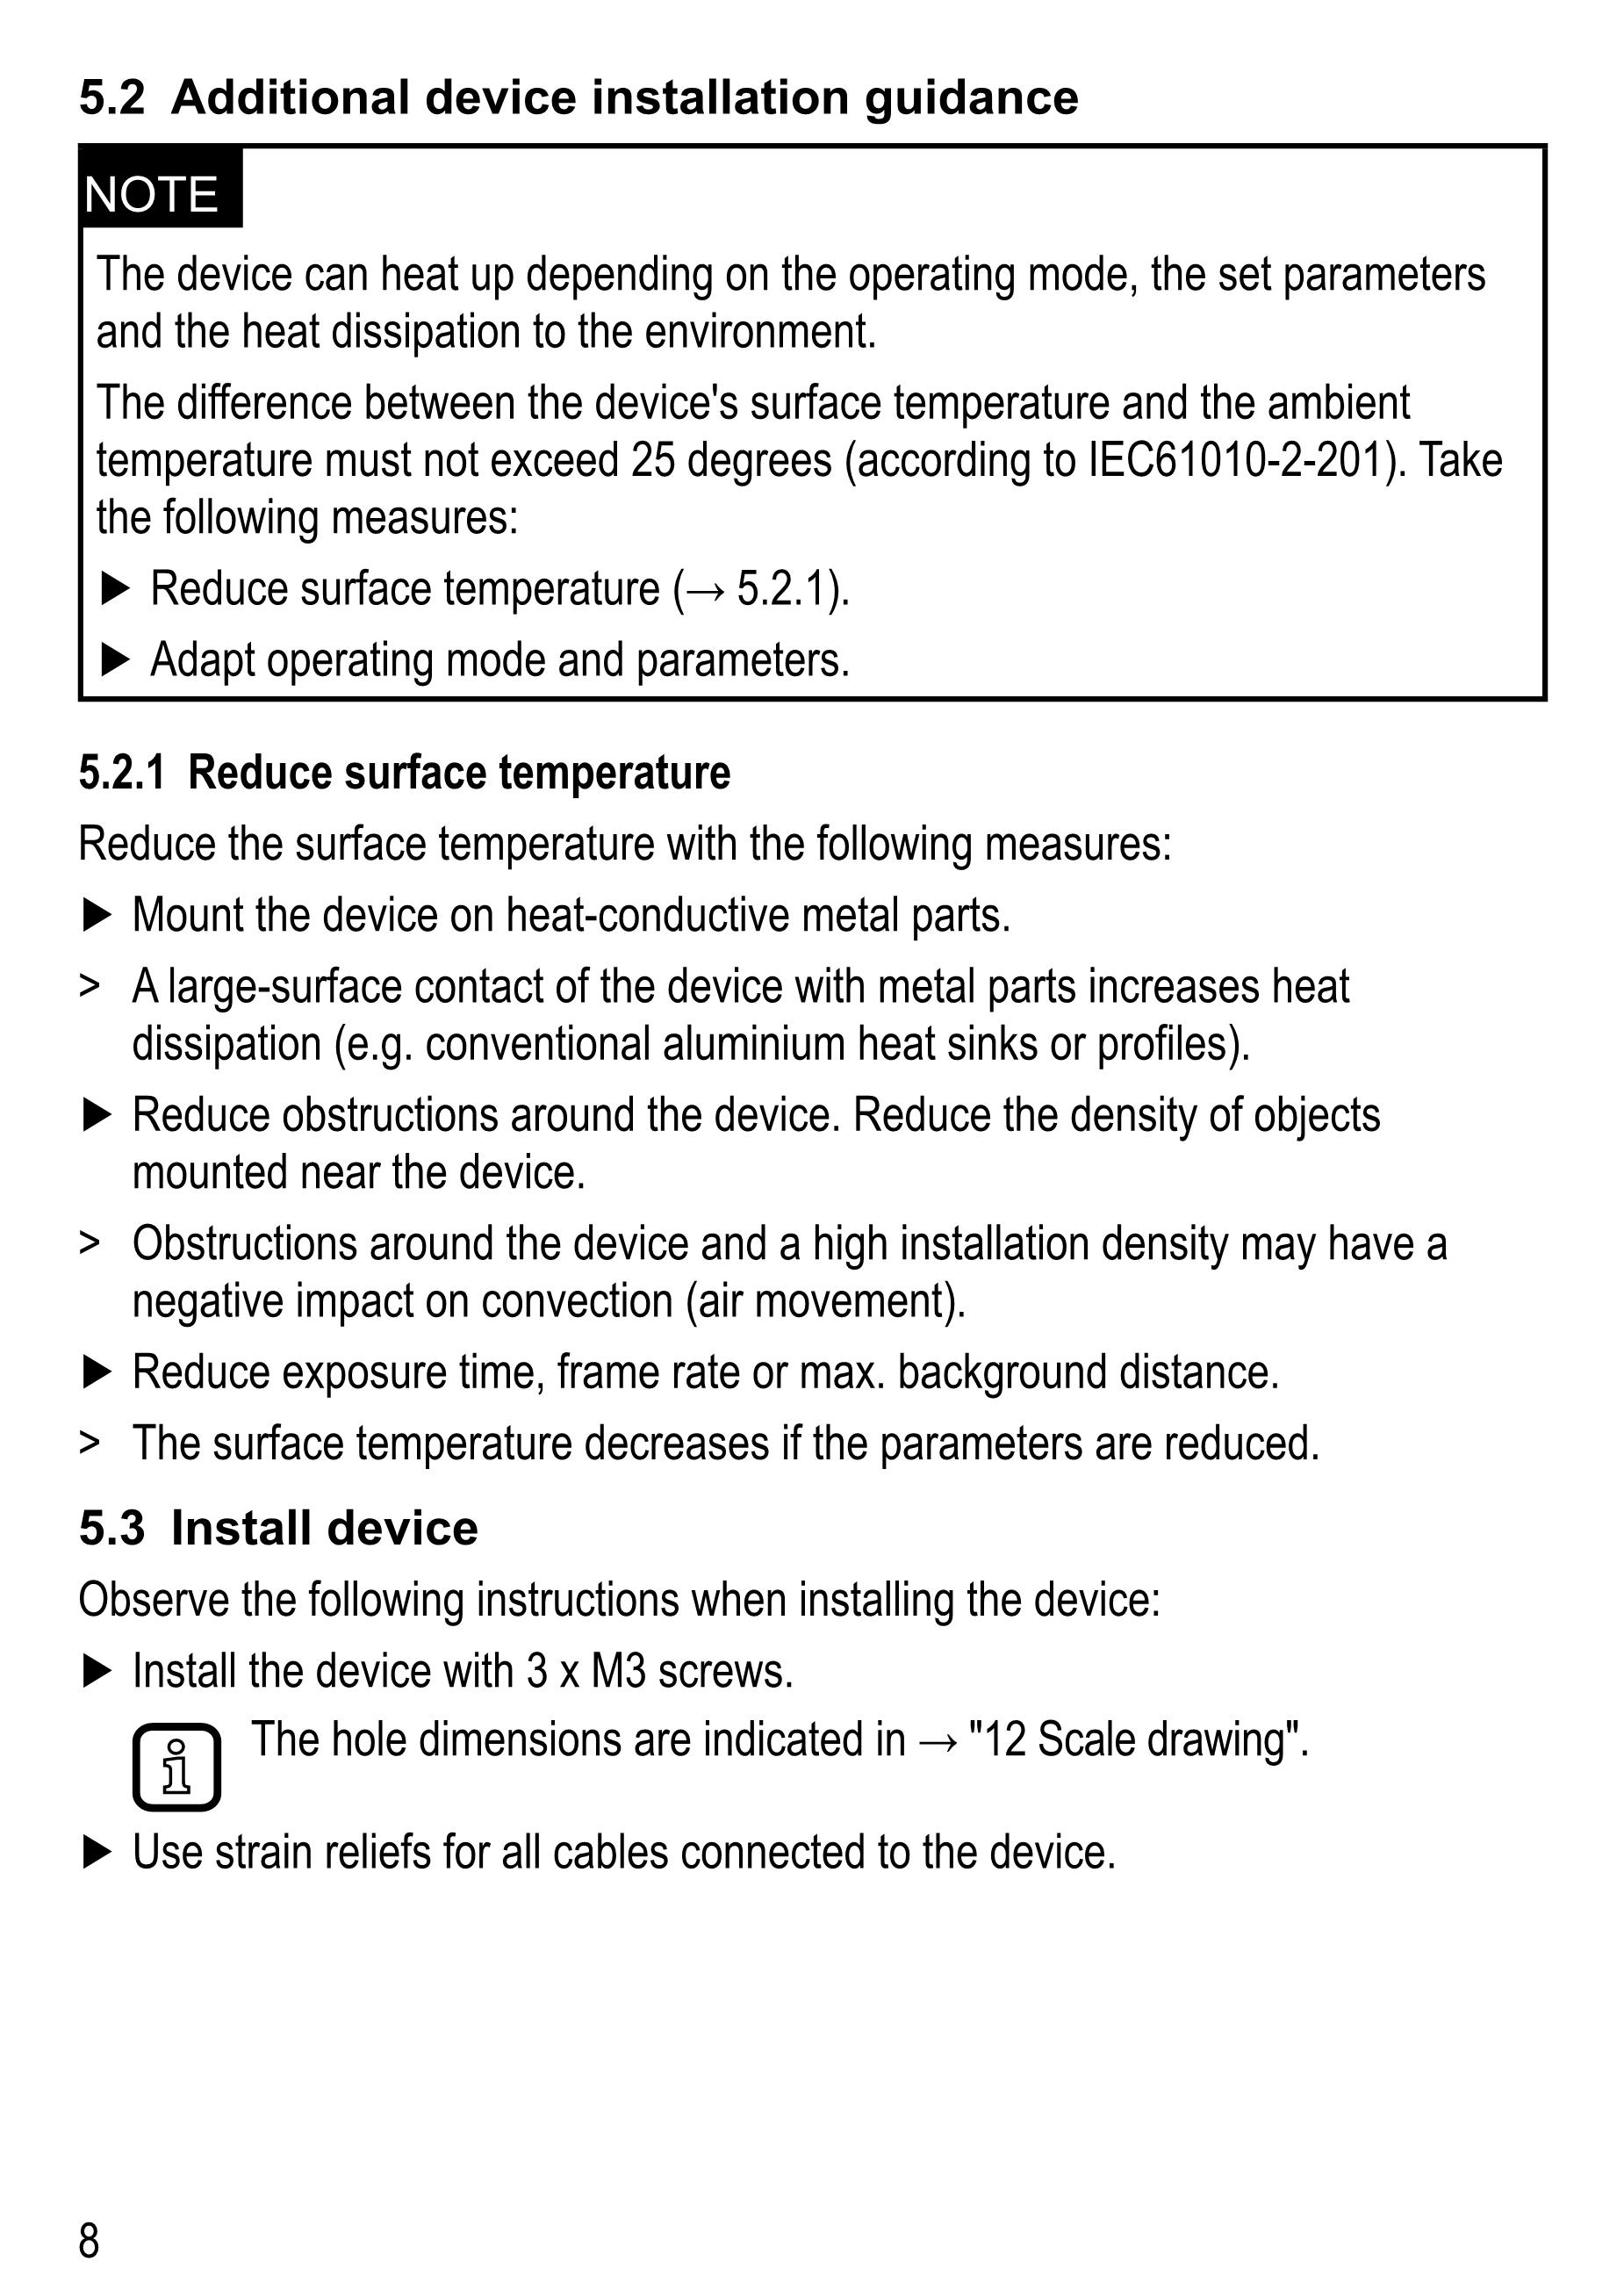 5.2 Additional device installation guidance
NOTE
The device can heat up depending on the operating mode, the set parameters
and the heat dissipation to the environment.
The difference between the device's surface temperature and the ambient
temperature must not exceed 25 degrees (according to IEC61010-2-201). Take
the following measures:
► Reduce surface temperature (→ 5.2.1).
► Adapt operating mode and parameters.
5.2.1 Reduce surface temperature
Reduce the surface temperature with the following measures:
► Mount the device on heat-conductive metal parts.
> A large-surface contact of the device with metal parts increases heat
dissipation (e.g. conventional aluminium heat sinks or profiles).
► Reduce obstructions around the device. Reduce the density of objects
mounted near the device.
> Obstructions around the device and a high installation density may have a
negative impact on convection (air movement).
► Reduce exposure time, frame rate or max. background distance.
> The surface temperature decreases if the parameters are reduced.
5.3 Install device
Observe the following instructions when installing the device:
► Install the device with 3 x M3 screws.
The hole dimensions are indicated in → "12 Scale drawing".
► Use strain reliefs for all cables connected to the device.
8